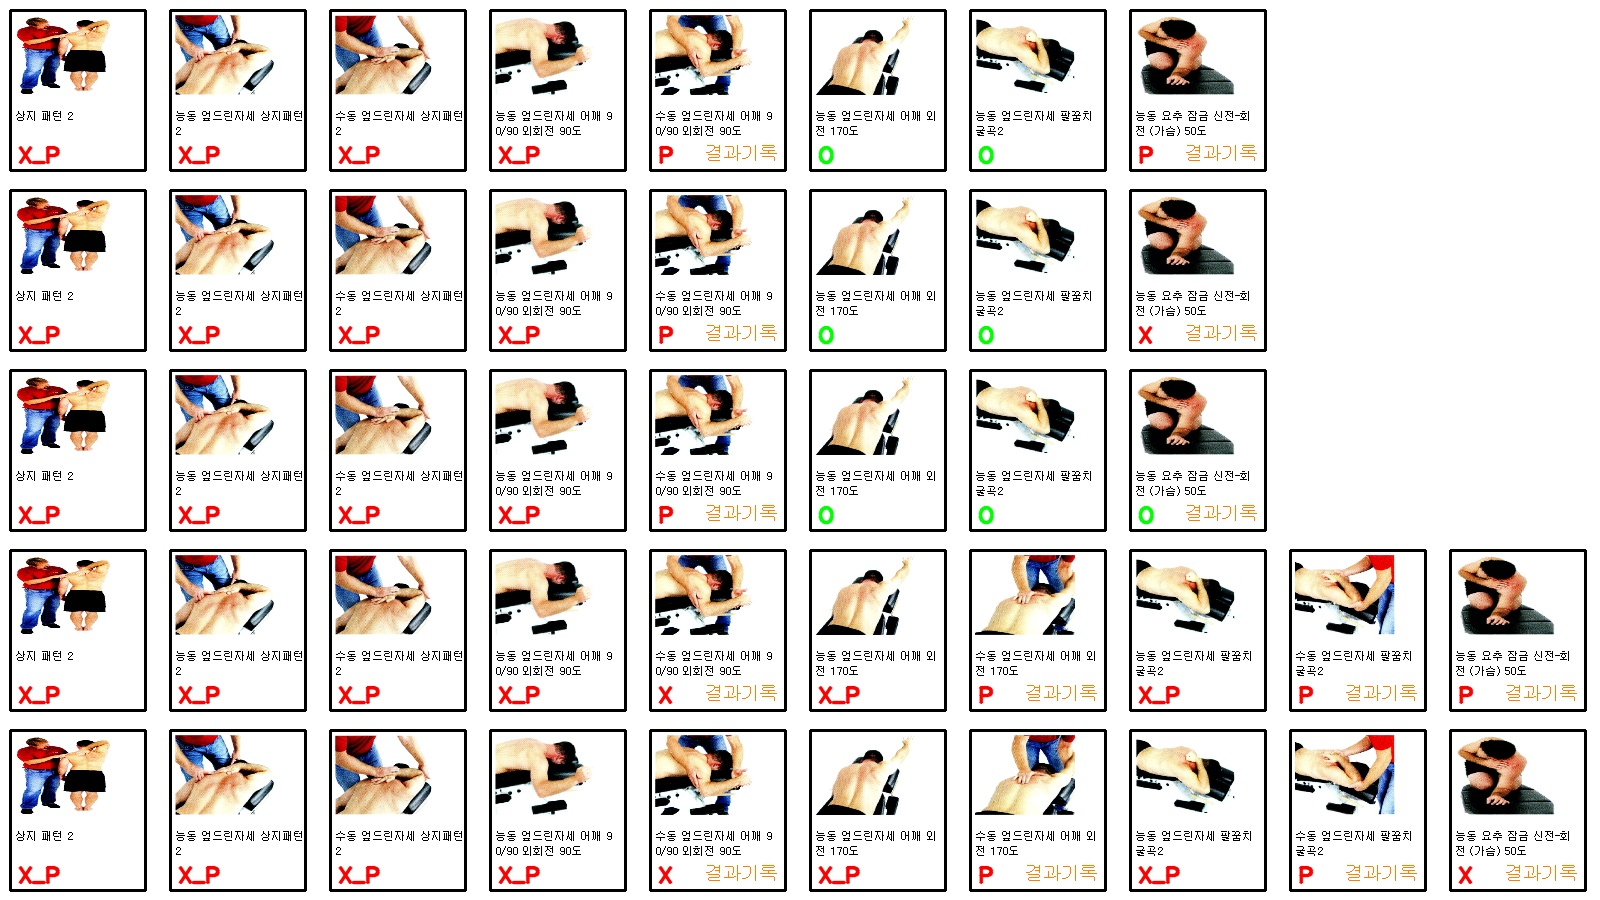 상지 패턴 2
X_P
능동 엎드린자세 상지패턴
2
X_P
수동 엎드린자세 상지패턴
2
X_P
능동 엎드린자세 어깨 9
0/90 외회전 90도
X_P
수동 엎드린자세 어깨 9
0/90 외회전 90도
P 결과기록
능동 엎드린자세 어깨 외
전 170도
O
능동 엎드린자세 팔꿈치
굴곡2
O
능동 요추 잠금 신전-회
전 (가슴) 50도
P 결과기록
상지 패턴 2
X_P
능동 엎드린자세 상지패턴
2
X_P
수동 엎드린자세 상지패턴
2
X_P
능동 엎드린자세 어깨 9
0/90 외회전 90도
X_P
수동 엎드린자세 어깨 9
0/90 외회전 90도
P 결과기록
능동 엎드린자세 어깨 외
전 170도
O
능동 엎드린자세 팔꿈치
굴곡2
O
능동 요추 잠금 신전-회
전 (가슴) 50도
X 결과기록
상지 패턴 2
X_P
능동 엎드린자세 상지패턴
2
X_P
수동 엎드린자세 상지패턴
2
X_P
능동 엎드린자세 어깨 9
0/90 외회전 90도
X_P
수동 엎드린자세 어깨 9
0/90 외회전 90도
P 결과기록
능동 엎드린자세 어깨 외
전 170도
O
능동 엎드린자세 팔꿈치
굴곡2
O
능동 요추 잠금 신전-회
전 (가슴) 50도
O 결과기록
상지 패턴 2
X_P
능동 엎드린자세 상지패턴
2
X_P
수동 엎드린자세 상지패턴
2
X_P
능동 엎드린자세 어깨 9
0/90 외회전 90도
X_P
수동 엎드린자세 어깨 9
0/90 외회전 90도
X 결과기록
능동 엎드린자세 어깨 외
전 170도
X_P
수동 엎드린자세 어깨 외
전 170도
P 결과기록
능동 엎드린자세 팔꿈치
굴곡2
X_P
수동 엎드린자세 팔꿈치
굴곡2
P 결과기록
능동 요추 잠금 신전-회
전 (가슴) 50도
P 결과기록
상지 패턴 2
X_P
능동 엎드린자세 상지패턴
2
X_P
수동 엎드린자세 상지패턴
2
X_P
능동 엎드린자세 어깨 9
0/90 외회전 90도
X_P
수동 엎드린자세 어깨 9
0/90 외회전 90도
X 결과기록
능동 엎드린자세 어깨 외
전 170도
X_P
수동 엎드린자세 어깨 외
전 170도
P 결과기록
능동 엎드린자세 팔꿈치
굴곡2
X_P
수동 엎드린자세 팔꿈치
굴곡2
P 결과기록
능동 요추 잠금 신전-회
전 (가슴) 50도
X 결과기록